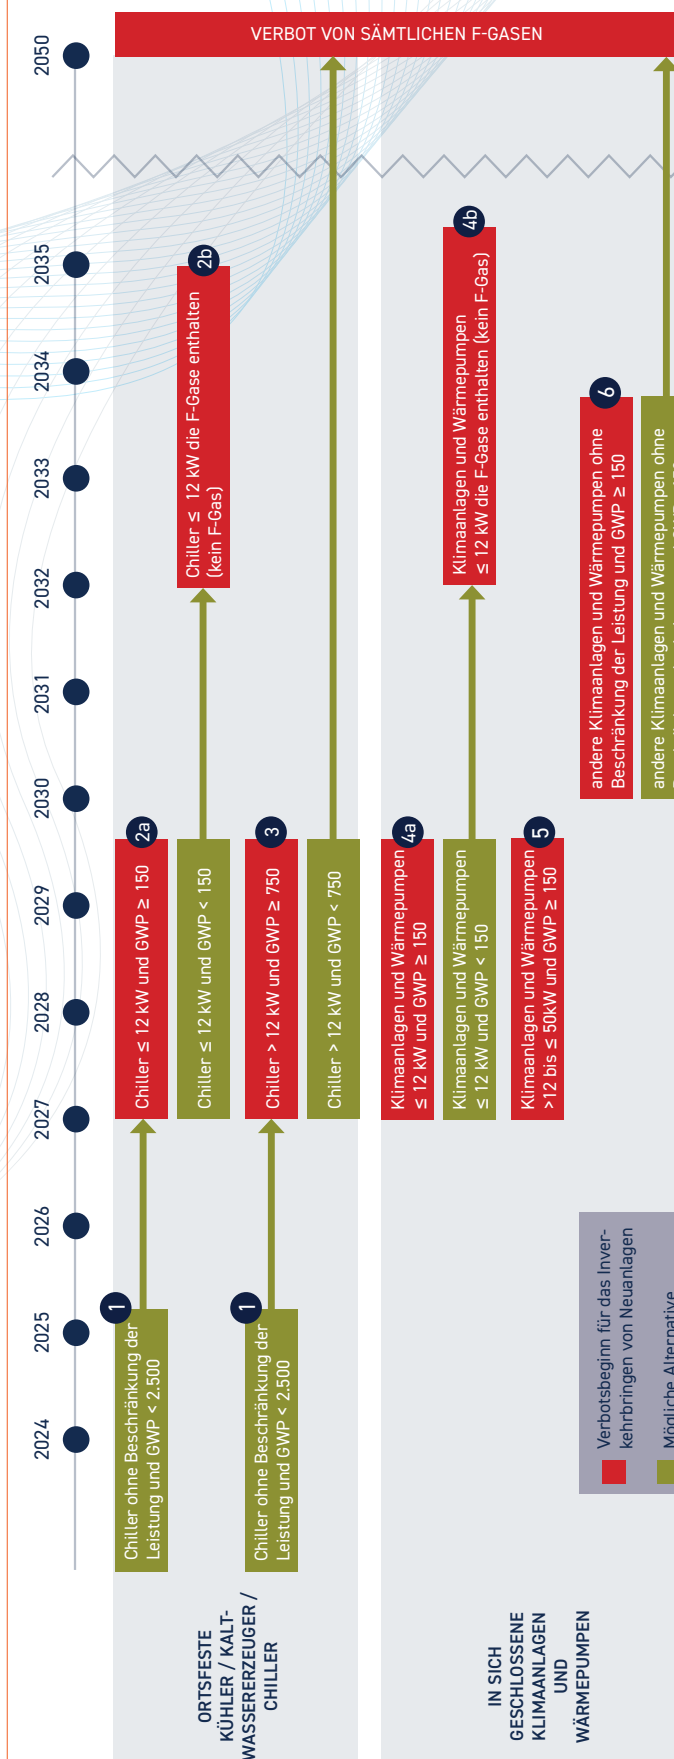 2024
2025
2026
2027
2028
2029
2030
2031
2032
2033
2034
2035
2050
ORTSFESTE
KÜHLER / KALT-
WASSERERZEUGER /
CHILLER
Chiller ohne Beschränkung der
Leistung und GWP < 2.500
1
Chiller ≤ 12 kW und GWP ≥ 150
2a
Chiller ≤ 12 kW und GWP < 150
Chiller ≤ 12 kW die F-Gase enthalten
(kein F-Gas)
2b
Chiller ohne Beschränkung der
Leistung und GWP < 2.500
1
Chiller > 12 kW und GWP ≥ 750
3
Chiller > 12 kW und GWP < 750
VERBOT VON SÄMTLICHEN F-GASEN
IN SICH
GESCHLOSSENE
KLIMAANLAGEN
UND
WÄRMEPUMPEN
Klimaanlagen und Wärmepumpen
≤ 12 kW und GWP ≥ 150
4a
Klimaanlagen und Wärmepumpen
≤ 12 kW und GWP < 150
Klimaanlagen und Wärmepumpen
≤ 12 kW die F-Gase enthalten (kein F-Gas)
4b
Klimaanlagen und Wärmepumpen
>12 bis ≤ 50kW und GWP ≥ 150
5
andere Klimaanlagen und Wärmepumpen ohne
Beschränkung der Leistung und GWP ≥ 150
6
andere Klimaanlagen und Wärmepumpen ohne
Verbotsbeginn für das Inver-
kehrbringen von Neuanlagen
Mögliche Alternative